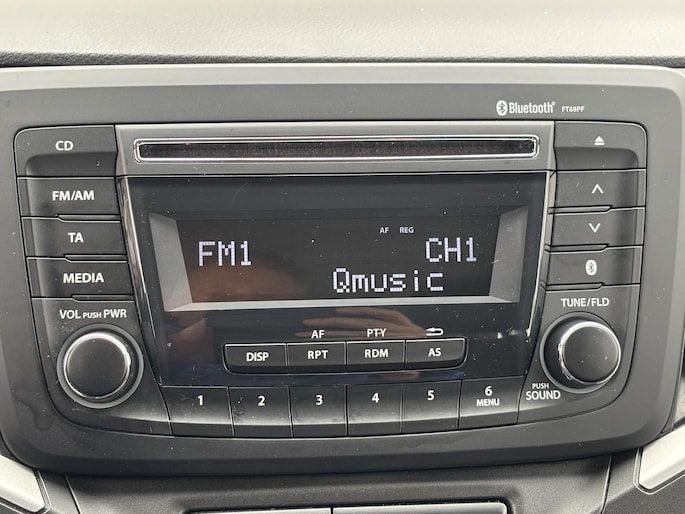 Bluetooth® FT68PF
CD
FM/AM
TA
MEDIA
VOL PUSH PWR
AF REG
FM1 CH1
Qmusic
AF PTY
DISP RPT RDM AS
1 2 3 4 5 6
MENU
TUNE/FLD
PUSH
SOUND